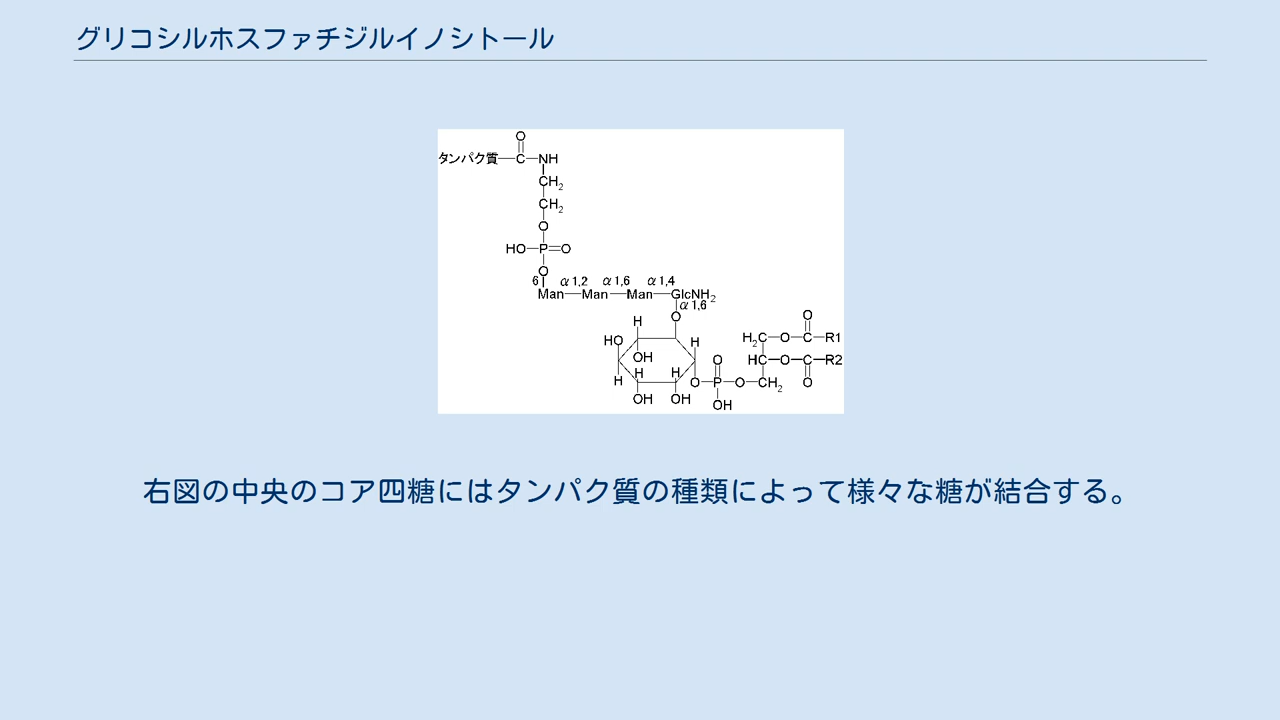 グリコシルホスファチジルイノシトール
O
タンパク質—C—NH
CH2
CH2
O
HO—P=O
O
6 α1,2 α1,6 α1,4
Man—Man—Man—GlcNH2
α1,6
O
H
HO
OH
H
H
H
H
OH
OH
O—P—O—CH2
O
OH
O
H2C—O—C—R1
HC—O—C—R2
O
右図の中央のコア四糖にはタンパク質の種類によって様々な糖が結合する。